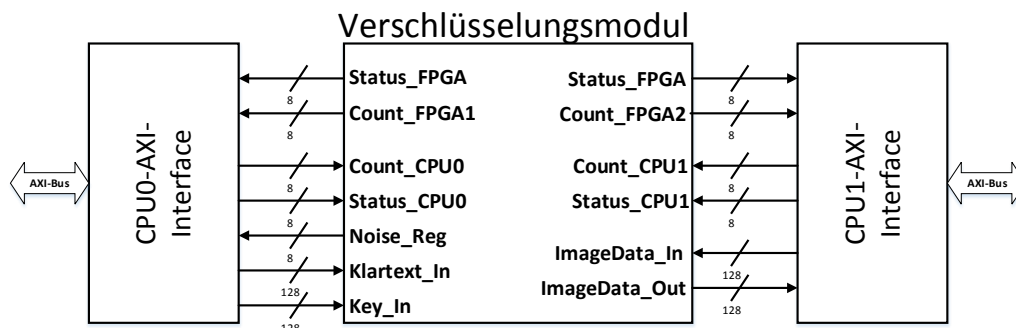 Verschlüsselungsmodul
AXI-Bus
CPU0-AXI-
Interface
8
8
8
8
8
128
128
Status_FPGA
Count_FPGA1
Count_CPU0
Status_CPU0
Noise_Reg
Klartext_In
Key_In
Status_FPGA
Count_FPGA2
Count_CPU1
Status_CPU1
ImageData_In
ImageData_Out
8
8
8
8
128
128
CPU1-AXI-
Interface
AXI-Bus